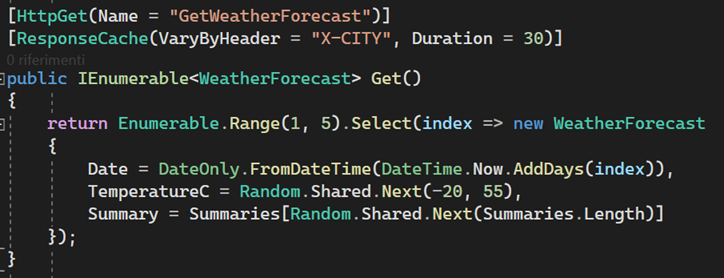 [HttpGet(Name = "GetWeatherForecast")]
[ResponseCache(VaryByHeader = "X-CITY", Duration = 30)]
0 riferimenti
public IEnumerable<WeatherForecast> Get()
{
    return Enumerable.Range(1, 5).Select(index => new WeatherForecast
    {
        Date = DateOnly.FromDateTime(DateTime.Now.AddDays(index)),
        TemperatureC = Random.Shared.Next(-20, 55),
        Summary = Summaries[Random.Shared.Next(Summaries.Length)]
    });
}